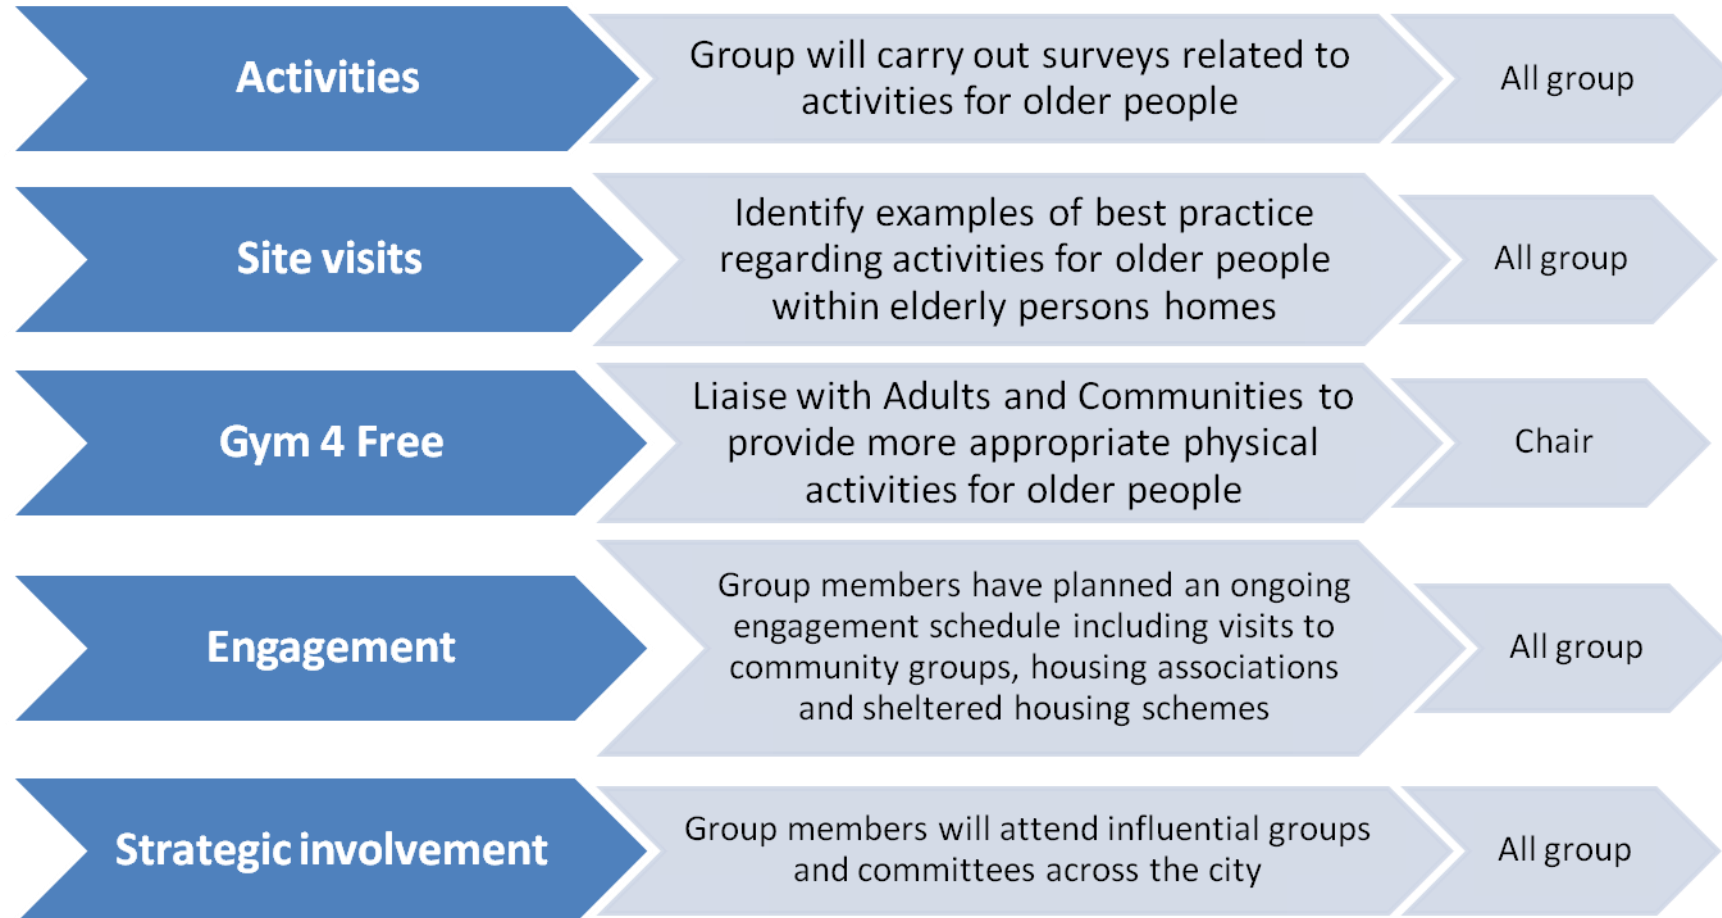 Activities
Group will carry out surveys related to
activities for older people
All group
Site visits
Identify examples of best practice
regarding activities for older people
within elderly persons homes
All group
Gym 4 Free
Liaise with Adults and Communities to
provide more appropriate physical
activities for older people
Chair
Engagement
Group members have planned an ongoing
engagement schedule including visits to
community groups, housing associations
and sheltered housing schemes
All group
Strategic involvement
Group members will attend influential groups
and committees across the city
All group